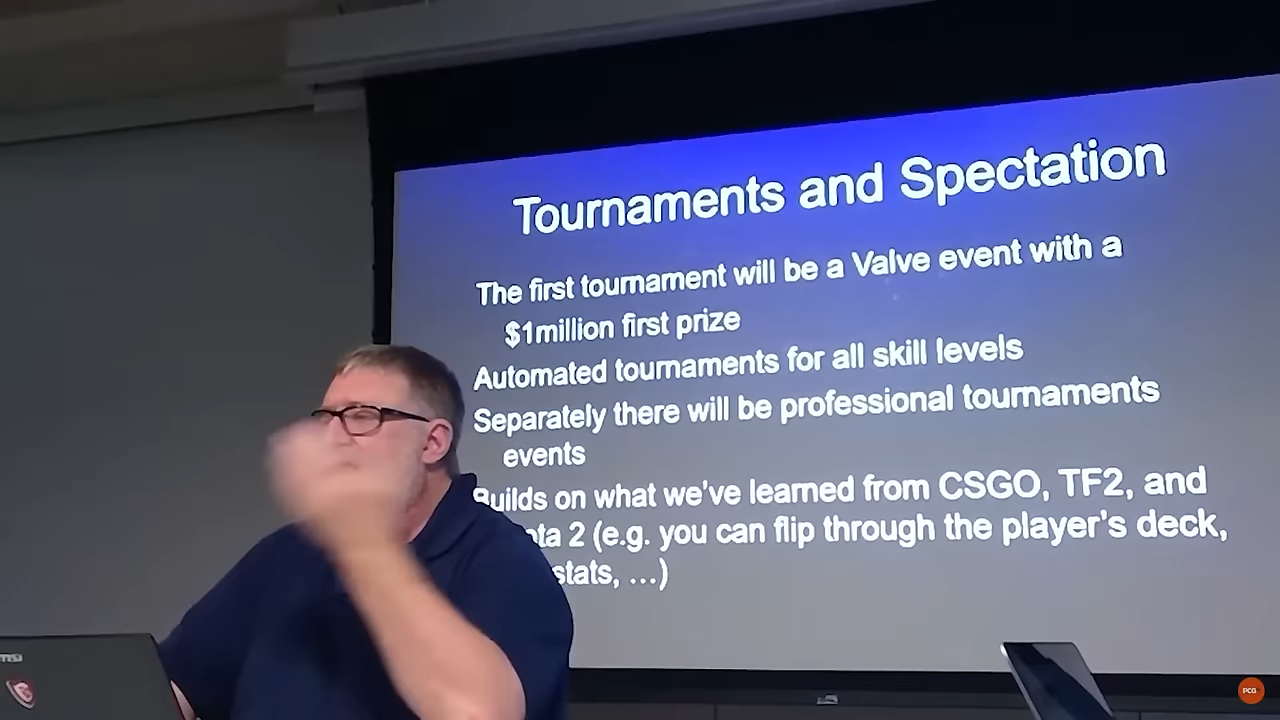 Tournaments and Spectation
The first tournament will be a Valve event with a
$1million first prize
Automated tournaments for all skill levels
Separately there will be professional tournaments
events
Builds on what we've learned from CSGO, TF2, and
2 (e.g. you can flip through the player's deck,
stats, ...)
msi
PCG